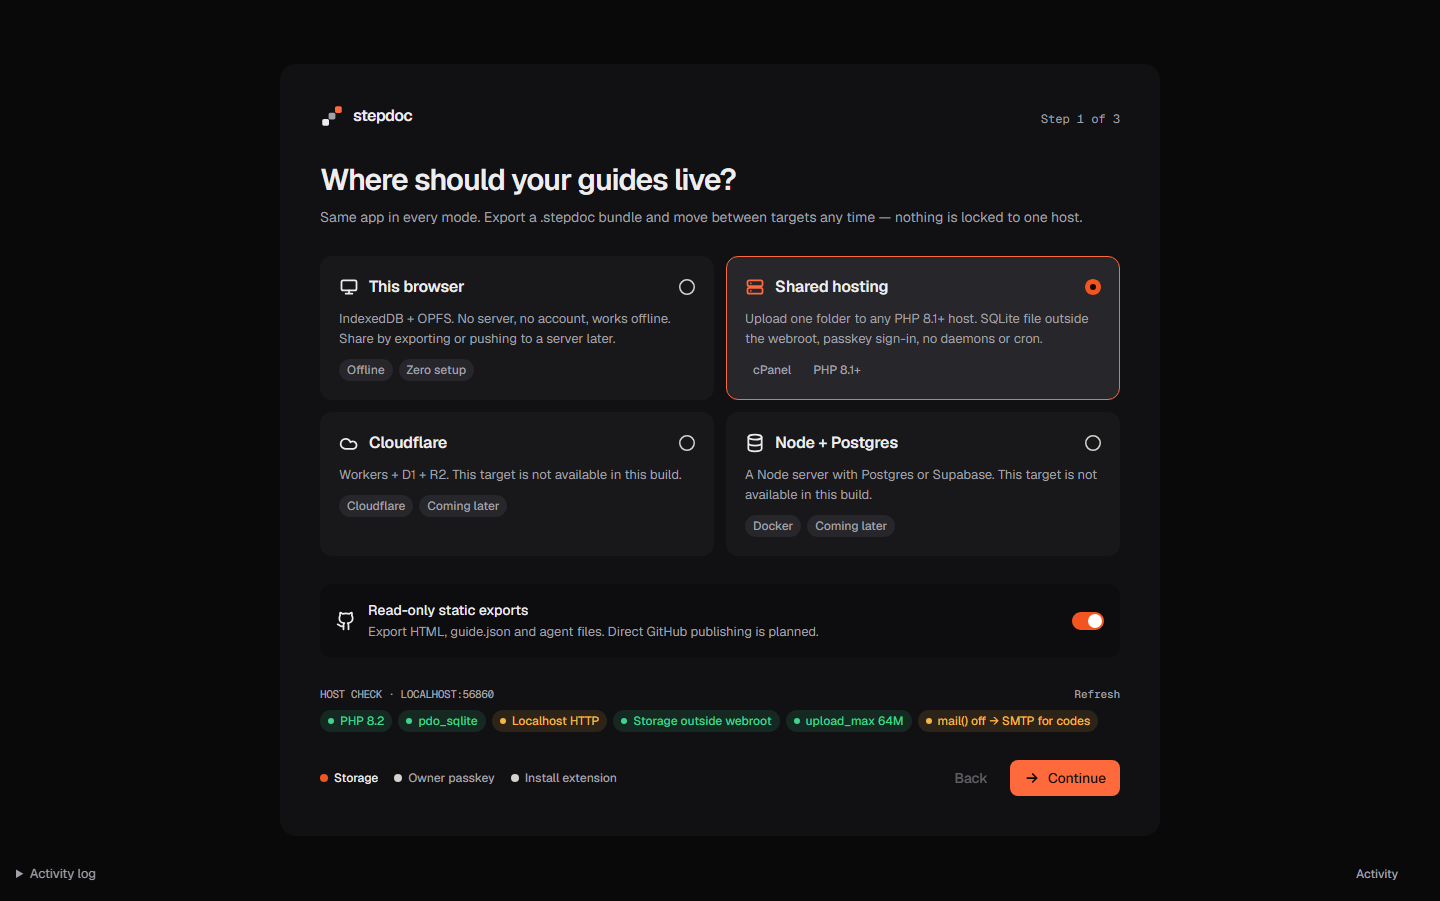 stepdoc
Step 1 of 3
Where should your guides live?
Same app in every mode. Export a .stepdoc bundle and move between targets any time — nothing is locked to one host.
This browser
IndexedDB + OPFS. No server, no account, works offline.
Share by exporting or pushing to a server later.
Offline
Zero setup
Shared hosting
Upload one folder to any PHP 8.1+ host. SQLite file outside
the webroot, passkey sign-in, no daemons or cron.
cPanel
PHP 8.1+
Cloudflare
Workers + D1 + R2. This target is not available in this build.
Cloudflare
Coming later
Node + Postgres
A Node server with Postgres or Supabase. This target is not
available in this build.
Docker
Coming later
Read-only static exports
Export HTML, guide.json and agent files. Direct GitHub publishing is planned.
HOST CHECK · LOCALHOST:56860
Refresh
PHP 8.2
pdo_sqlite
Localhost HTTP
Storage outside webroot
upload_max 64M
mail() off → SMTP for codes
Storage
Owner passkey
Install extension
Back
→ Continue
Activity log
Activity